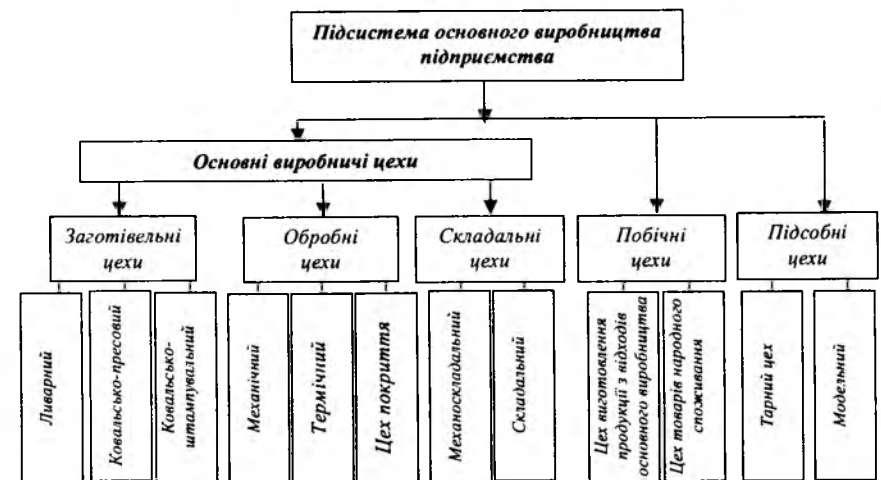 Підсистема основного виробництва
підприємства
Основні виробничі цехи
Заготівельні
цехи
Обробні
цехи
Складальні
цехи
Побічні
цехи
Підсобні
цехи
Ливарний
Ковальсько-пресовий
Ковальсько-
штампувальний
Механічний
Термічний
Цех покриття
Механоскладальний
Складальний
Цех виготовлення
продукції з відходів
основного виробництва
Цех товарів народного
споживання
Тарний цех
Модельний